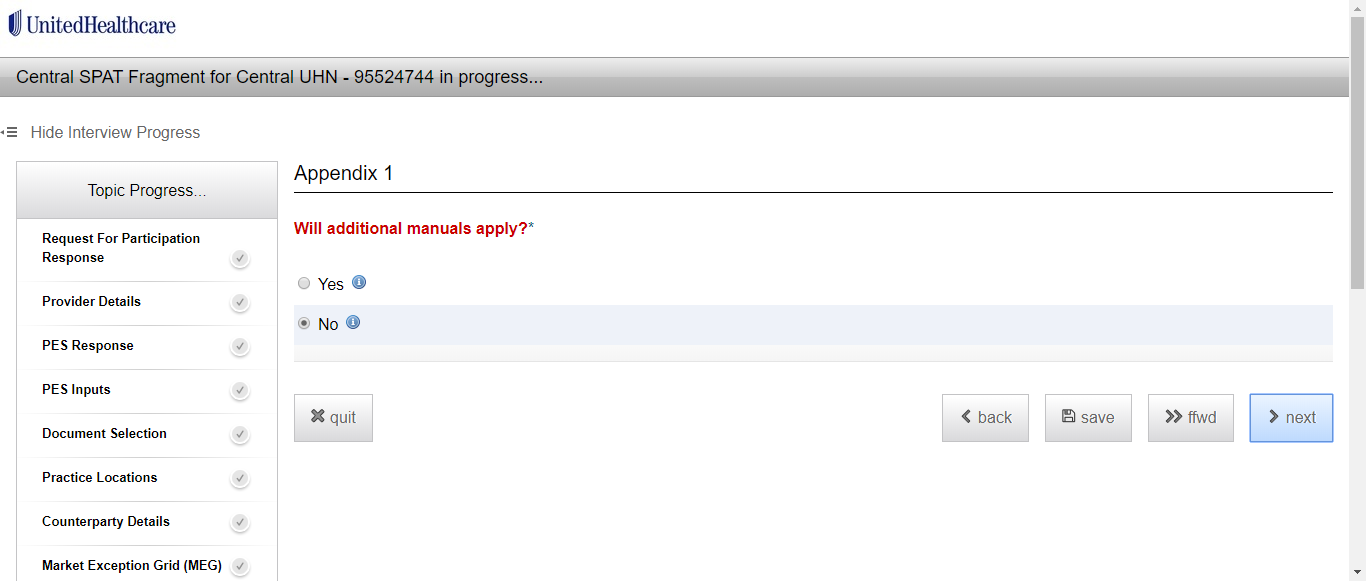 UnitedHealthcare
Central SPAT Fragment for Central UHN - 95524744 in progress...
Hide Interview Progress
Topic Progress...
Request For Participation
Response
Provider Details
PES Response
PES Inputs
Document Selection
Practice Locations
Counterparty Details
Market Exception Grid (MEG)
Appendix 1
Will additional manuals apply?*
Yes
No
quit
back
save
ffwd
next